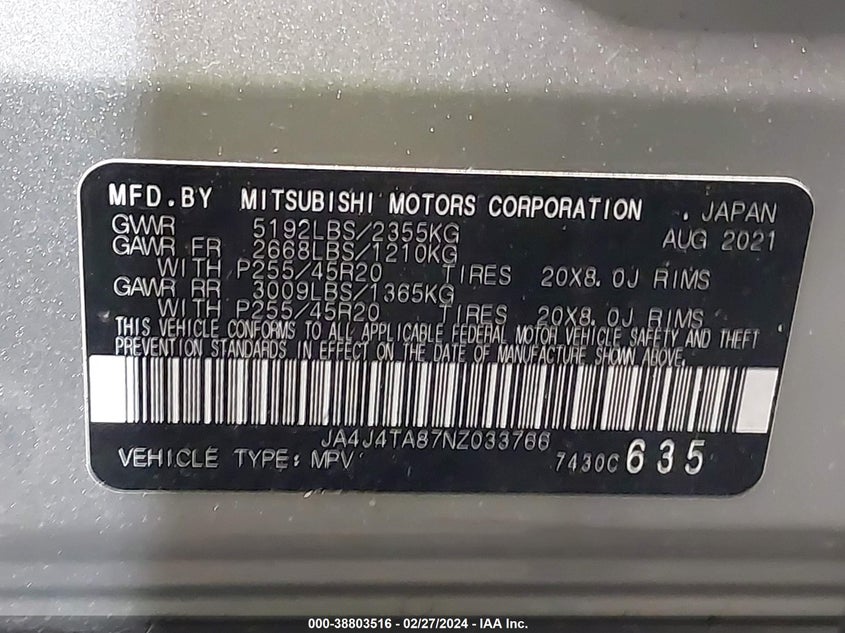 MFD.BY MITSUBISHI MOTORS CORPORATION . JAPAN
GVWR 5192LBS/2355KG AUG 2021
GAWR FR 2668LBS/1210KG
WITH P255/45R20 TIRES 20X8.0J RIMS
GAWR RR 3009LBS/1365KG
WITH P255/45R20 TIRES 20X8.0J RIMS
THIS VEHICLE CONFORMS TO ALL APPLICABLE FEDERAL MOTOR VEHICLE SAFETY AND THEFT
PREVENTION STANDARDS IN EFFECT ON THE DATE OF MANUFACTURE SHOWN ABOVE.
JA4J4TA87NZ033766
VEHICLE TYPE: MPV 7430C 635
000-38803516 - 02/27/2024 - IAA Inc.